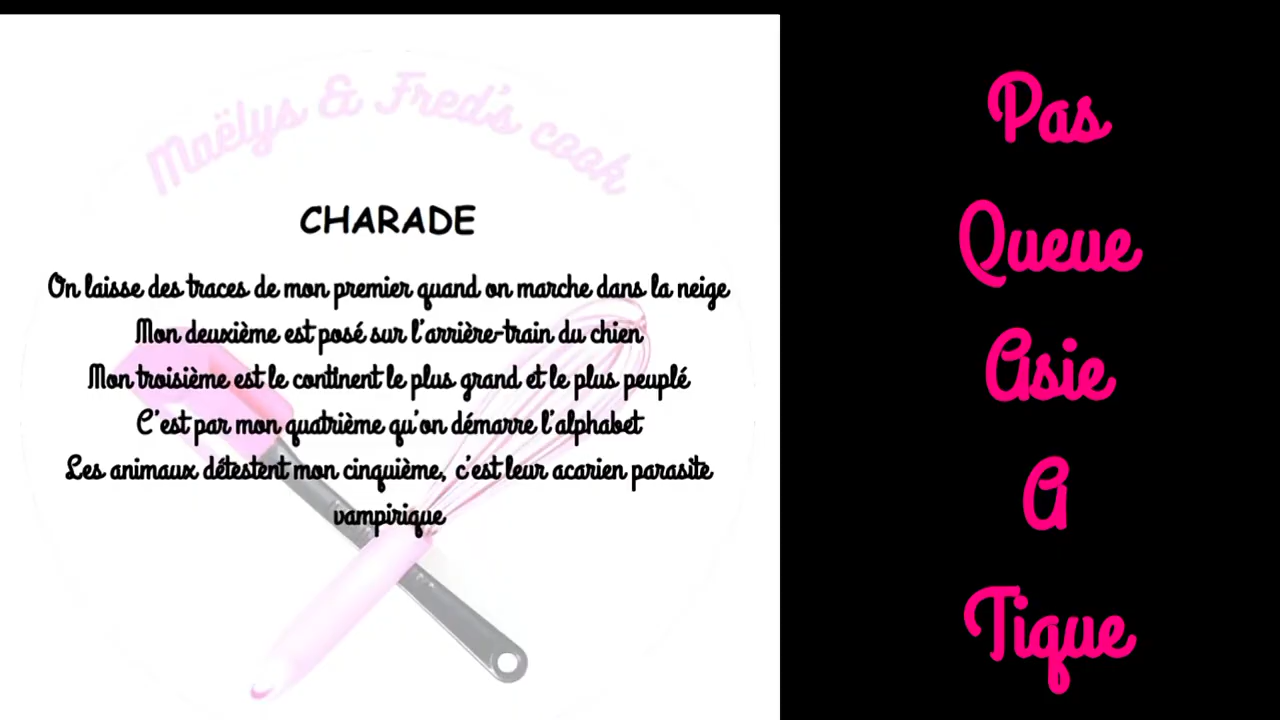 Maëlys & Fred's cook
CHARADE
On laisse des traces de mon premier quand on marche dans la neige
Mon deuxième est posé sur l'arrière-train du chien
Mon troisième est le continent le plus grand et le plus peuplé
C'est par mon quatrième qu'on démarre l'alphabet
Les animaux détestent mon cinquième, c'est leur acarien parasite
vampirique
Pas
Queue
Asie
A
Tique